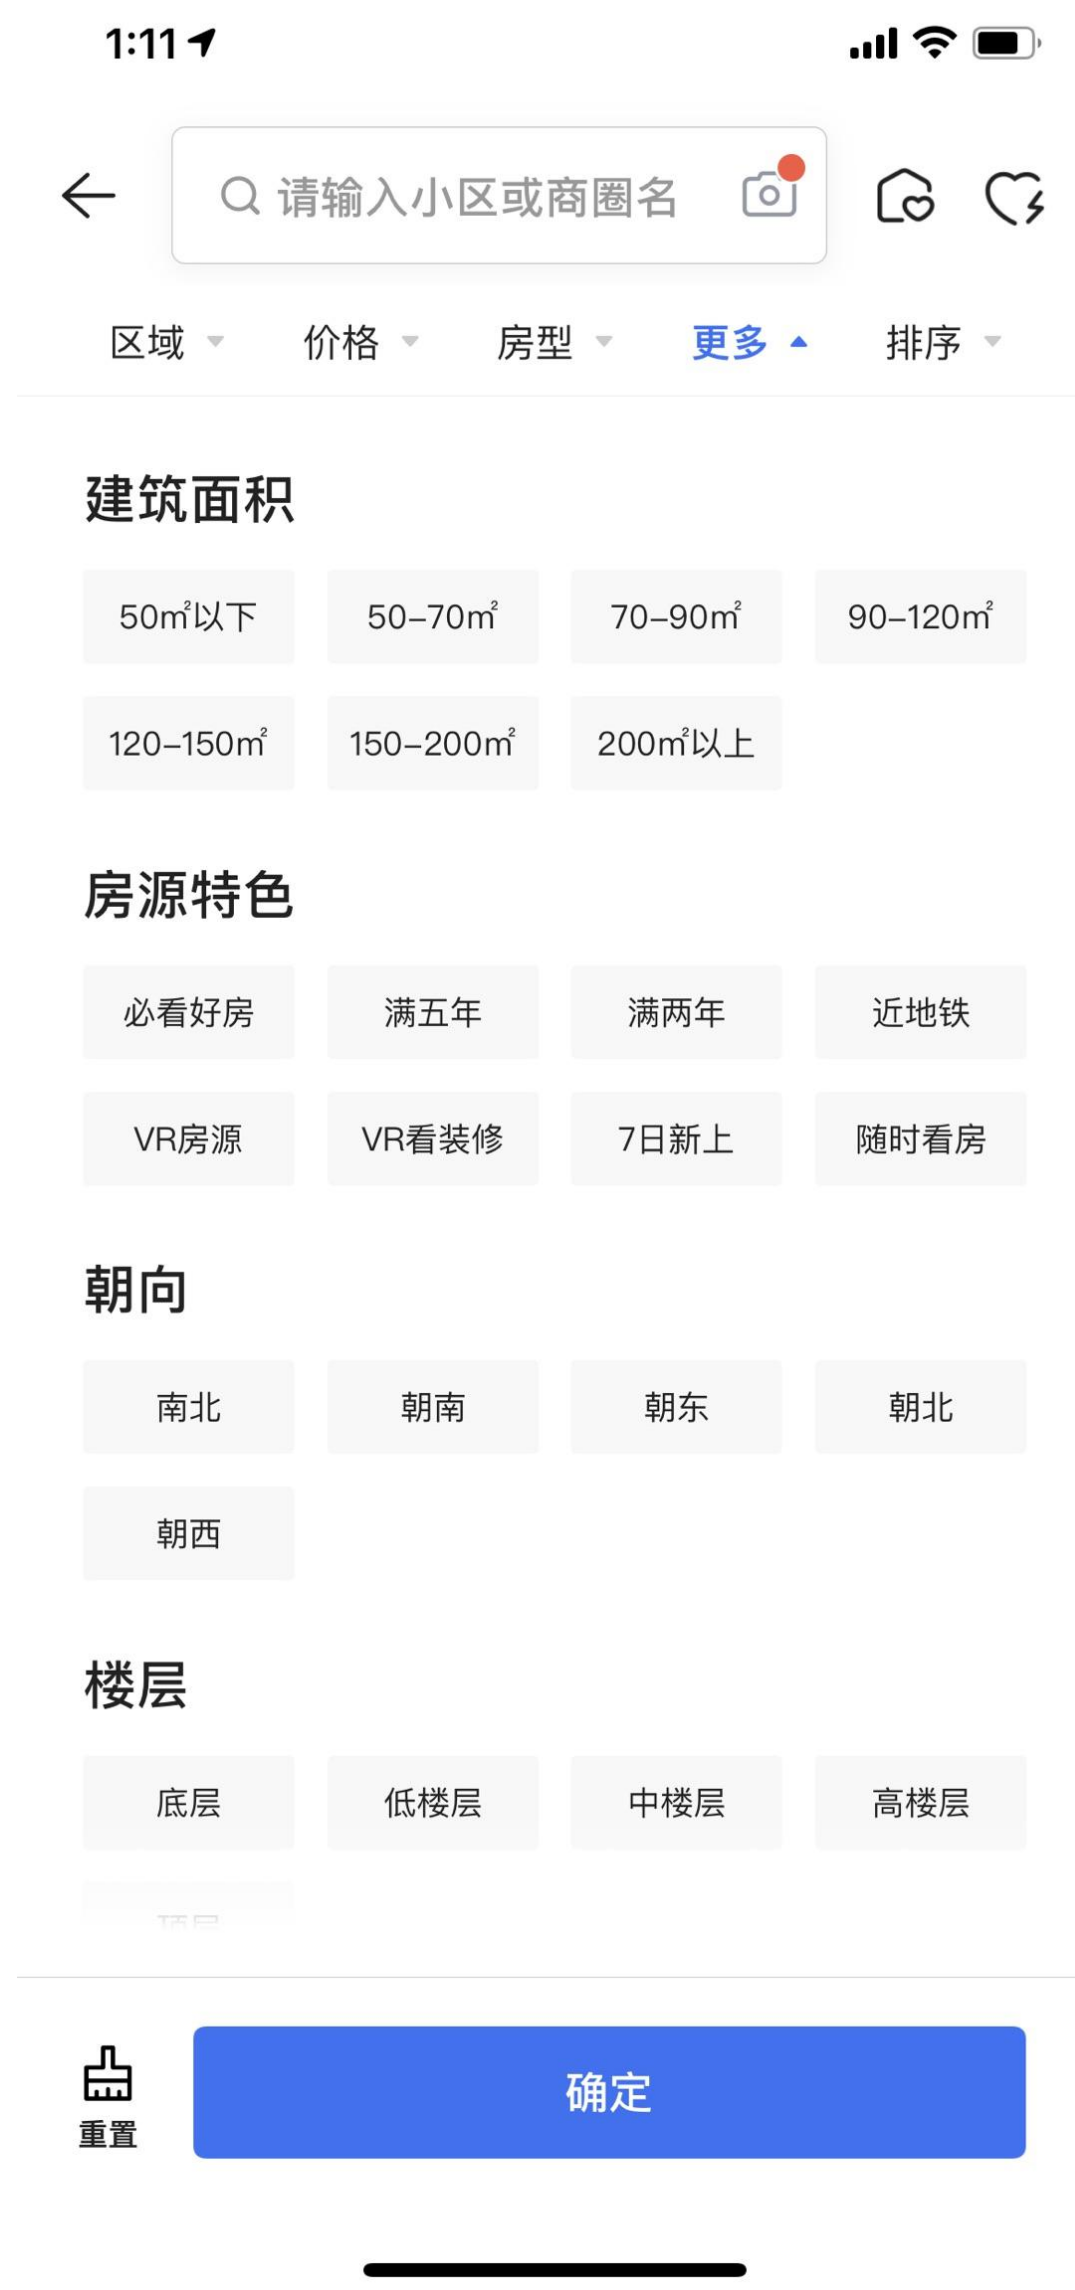 1:11
请输入小区或商圈名
区域 价格 房型 更多 排序
建筑面积
50㎡以下 50-70㎡ 70-90㎡ 90-120㎡
120-150㎡ 150-200㎡ 200㎡以上
房源特色
必看好房 满五年 满两年 近地铁
VR房源 VR看装修 7日新上 随时看房
朝向
南北 朝南 朝东 朝北
朝西
楼层
底层 低楼层 中楼层 高楼层
顶层
重置 确定